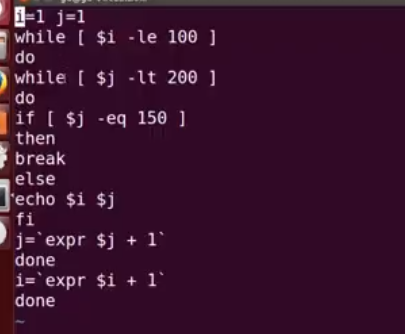 i=1 j=1
while [ $i -le 100 ]
do
while [ $j -lt 200 ]
do
if [ $j -eq 150 ]
then
break
else
echo $i $j
fi
j=`expr $j + 1`
done
i=`expr $i + 1`
done
~